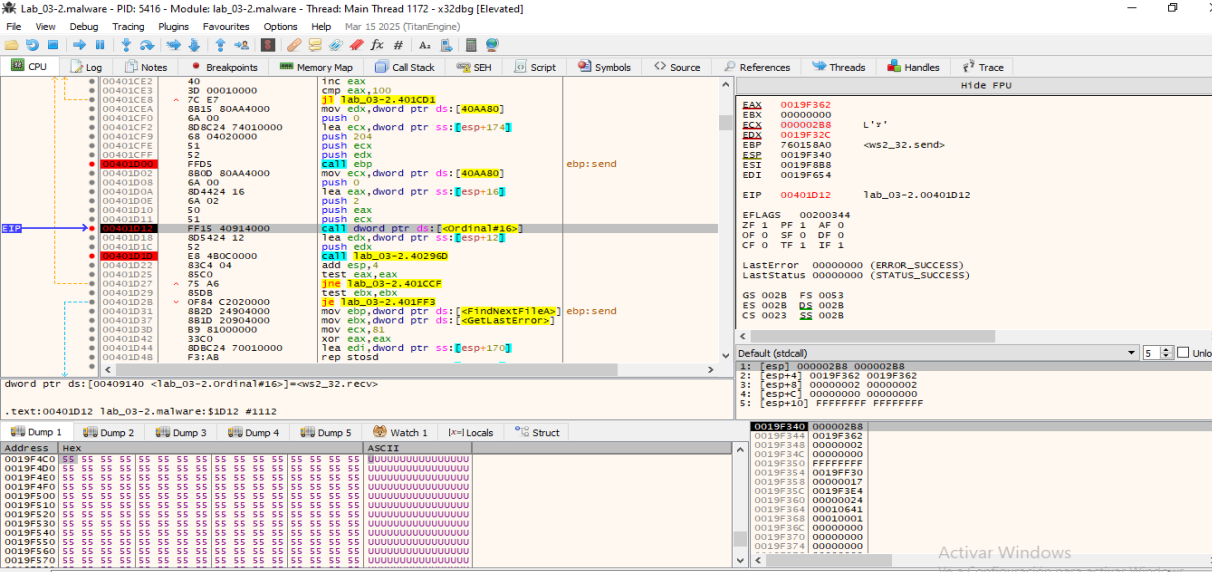 Lab_03-2.malware - PID: 5416 - Module: lab_03-2.malware - Thread: Main Thread 1172 - x32dbg [Elevated]
File View Debug Tracing Plugins Favourites Options Help Mar 15 2025 (TitanEngine)
CPU Log Notes Breakpoints Memory Map Call Stack SEH Script Symbols Source References Threads Handles Trace
00401CE2 40 inc eax
00401CE3 3D 00010000 cmp eax,100
00401CE8 7C E7 jl lab_03-2.401CD1
00401CEA 8B15 80AA4000 mov edx,dword ptr ds:[40AA80]
00401CF0 6A 00 push 0
00401CF2 8D8C24 74010000 lea ecx,dword ptr ss:[esp+174]
00401CF9 68 04020000 push 204
00401CFE 51 push ecx
00401CFF 52 push edx
00401D00 FFD5 call ebp ebp:send
00401D02 8B0D 80AA4000 mov ecx,dword ptr ds:[40AA80]
00401D08 6A 00 push 0
00401D0A 8D4424 16 lea eax,dword ptr ss:[esp+16]
00401D0E 6A 02 push 2
00401D10 50 push eax
00401D11 51 push ecx
EIP 00401D12 FF15 40914000 call dword ptr ds:[<Ordinal#16>]
00401D18 8D5424 12 lea edx,dword ptr ss:[esp+12]
00401D1C 52 push edx
00401D1D E8 4B0C0000 call lab_03-2.40296D
00401D22 83C4 04 add esp,4
00401D25 85C0 test eax,eax
00401D27 75 A6 jne lab_03-2.401CCF
00401D29 85DB test ebx,ebx
00401D2B 0F84 C2020000 je lab_03-2.401FF3
00401D31 8B2D 24904000 mov ebp,dword ptr ds:[<FindNextFileA>] ebp:send
00401D37 8B1D 20904000 mov ebx,dword ptr ds:[<GetLastError>]
00401D3D B9 81000000 mov ecx,81
00401D42 33C0 xor eax,eax
00401D44 8DBC24 70010000 lea edi,dword ptr ss:[esp+170]
00401D4B F3:AB rep stosd
Hide FPU
EAX 0019F362
EBX 00000000
ECX 000002B8
EDX 0019F32C
EBP 760158A0 <ws2_32.send>
ESP 0019F340
ESI 0019F8B8
EDI 0019F654
EIP 00401D12 lab_03-2.00401D12
EFLAGS 00200344
ZF 1 PF 1 AF 0
OF 0 SF 0 DF 0
CF 0 TF 1 IF 1
LastError 00000000 (ERROR_SUCCESS)
LastStatus 00000000 (STATUS_SUCCESS)
GS 002B FS 0053
ES 002B DS 002B
CS 0023 SS 002B
Default (stdcall) 5 Unlo
1: [esp] 000002B8 000002B8
2: [esp+4] 0019F362 0019F362
3: [esp+8] 00000002 00000002
4: [esp+C] 00000000 00000000
5: [esp+10] FFFFFFFF FFFFFFFF
dword ptr ds:[00409140 <lab_03-2.Ordinal#16>]=<ws2_32.recv>
.text:00401D12 lab_03-2.malware:$1D12 #1112
Dump 1 Dump 2 Dump 3 Dump 4 Dump 5 Watch 1 Locals Struct
Address Hex ASCII
0019F4C0 55 55 55 55 55 55 55 55 55 55 55 55 55 55 55 55 UUUUUUUUUUUUUUUU
0019F4D0 55 55 55 55 55 55 55 55 55 55 55 55 55 55 55 55 UUUUUUUUUUUUUUUU
0019F4E0 55 55 55 55 55 55 55 55 55 55 55 55 55 55 55 55 UUUUUUUUUUUUUUUU
0019F4F0 55 55 55 55 55 55 55 55 55 55 55 55 55 55 55 55 UUUUUUUUUUUUUUUU
0019F500 55 55 55 55 55 55 55 55 55 55 55 55 55 55 55 55 UUUUUUUUUUUUUUUU
0019F510 55 55 55 55 55 55 55 55 55 55 55 55 55 55 55 55 UUUUUUUUUUUUUUUU
0019F520 55 55 55 55 55 55 55 55 55 55 55 55 55 55 55 55 UUUUUUUUUUUUUUUU
0019F530 55 55 55 55 55 55 55 55 55 55 55 55 55 55 55 55 UUUUUUUUUUUUUUUU
0019F540 55 55 55 55 55 55 55 55 55 55 55 55 55 55 55 55 UUUUUUUUUUUUUUUU
0019F550 55 55 55 55 55 55 55 55 55 55 55 55 55 55 55 55 UUUUUUUUUUUUUUUU
0019F560 55 55 55 55 55 55 55 55 55 55 55 55 55 55 55 55 UUUUUUUUUUUUUUUU
0019F570 55 55 55 55 55 55 55 55 55 55 55 55 55 55 55 55 UUUUUUUUUUUUUUUU
0019F340 000002B8
0019F344 0019F362
0019F348 00000002
0019F34C 00000000
0019F350 FFFFFFFF
0019F354 0019FF30
0019F358 00000017
0019F35C 0019F3E4
0019F360 00000024
0019F364 00010641
0019F368 00010001
0019F36C 00000000
0019F370 00000000
0019F374 00000000
Activar Windows